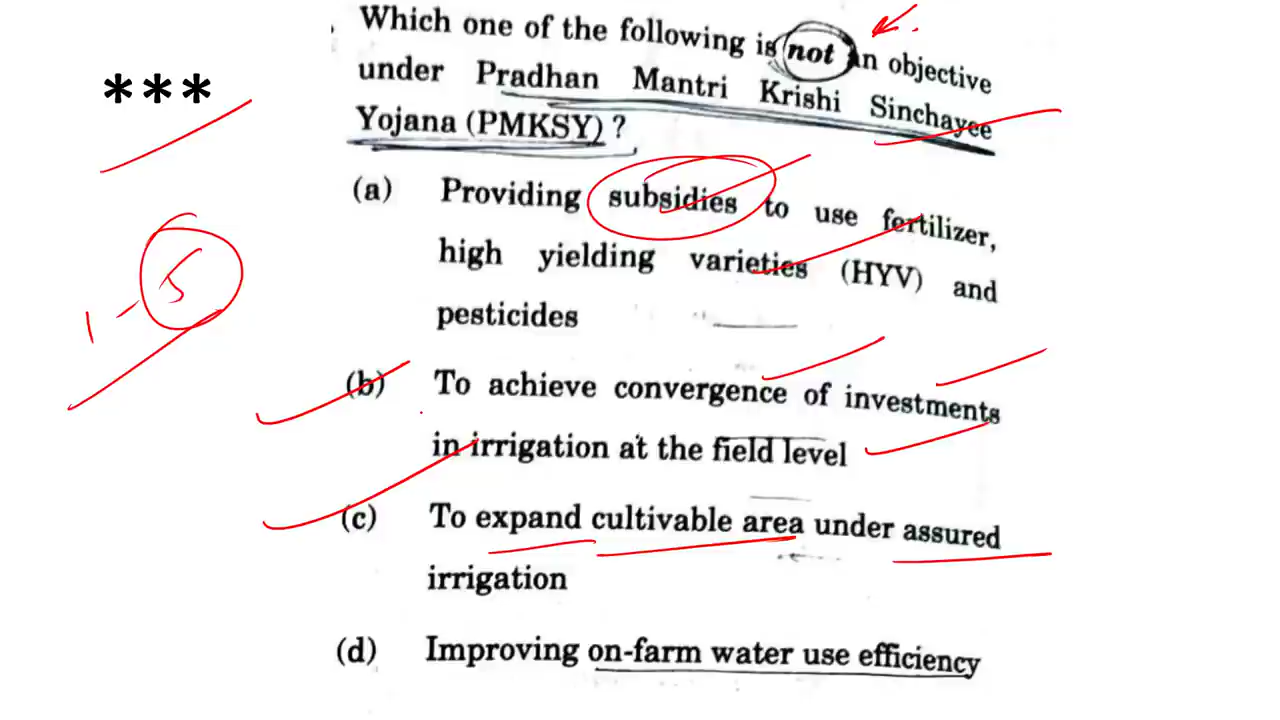 Which one of the following is not an objective
under Pradhan Mantri Krishi Sinchayee
Yojana (PMKSY) ?
***
(a) Providing subsidies to use fertilizer,
high yielding varieties (HYV) and
pesticides
1-5
(b) To achieve convergence of investments
in irrigation at the field level
(c) To expand cultivable area under assured
irrigation
(d) Improving on-farm water use efficiency